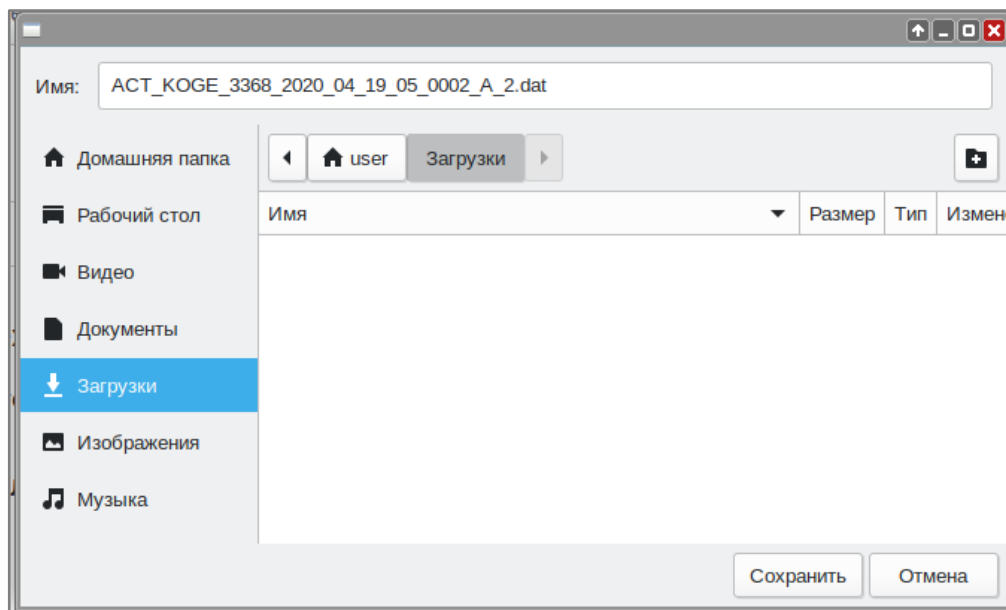 Имя: ACT_KOGE_3368_2020_04_19_05_0002_A_2.dat
Домашняя папка
Рабочий стол
Видео
Документы
Загрузки
Изображения
Музыка
user Загрузки
Имя Размер Тип Измен
Сохранить Отмена